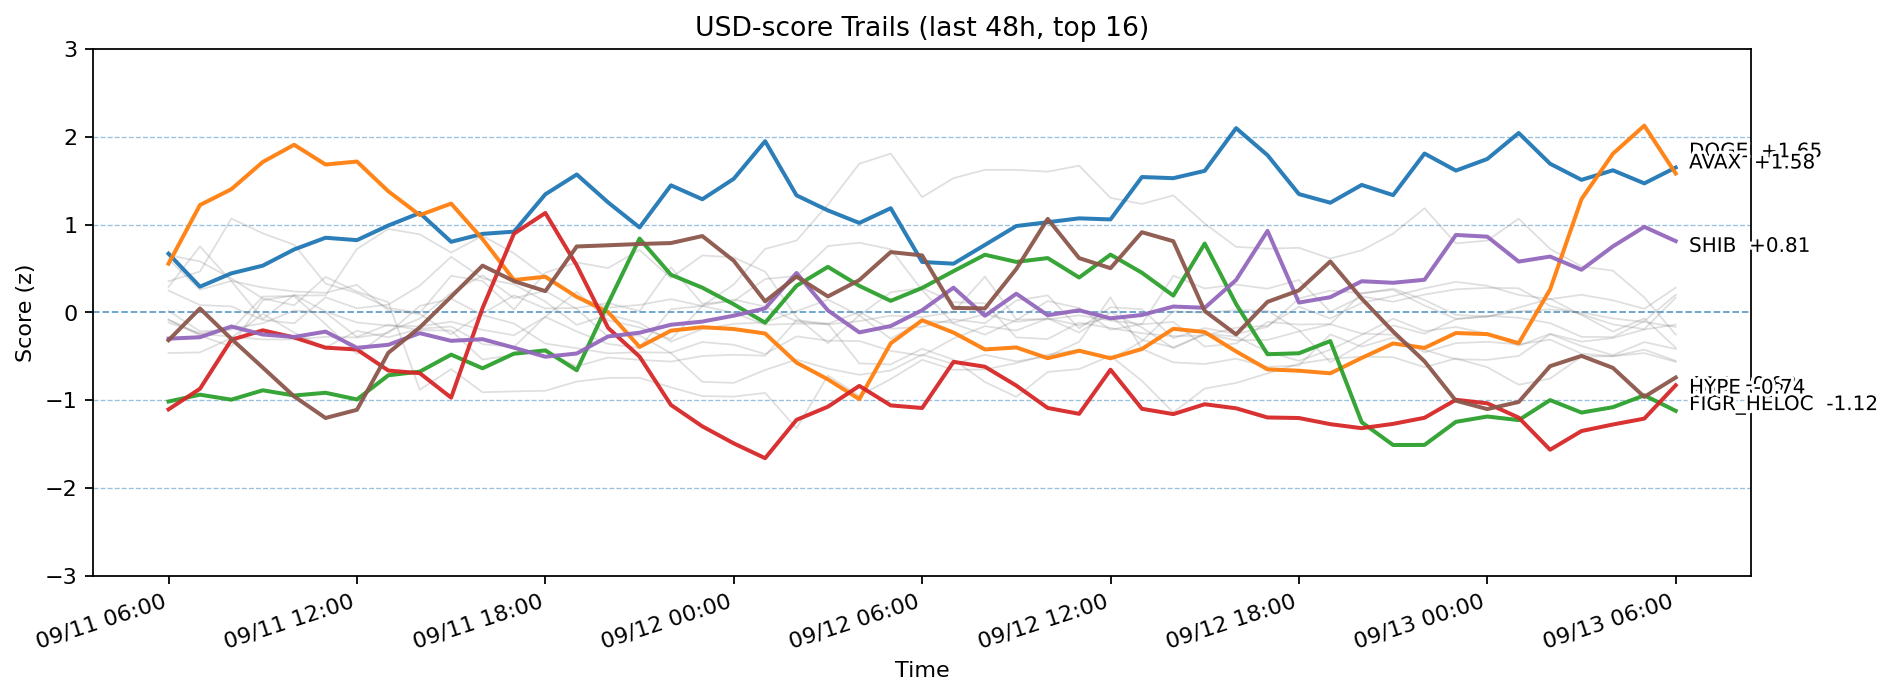 USD-score Trails (last 48h, top 16)
Score (z)
3
2
1
0
−1
−2
−3
DOGE +1.65
AVAX +1.58
SHIB +0.81
HYPE
-0.74
FIGR_HELOC -1.12
09/11 06:00
09/11 12:00
09/11 18:00
09/12 00:00
09/12 06:00
09/12 12:00
09/12 18:00
09/13 00:00
09/13 06:00
Time